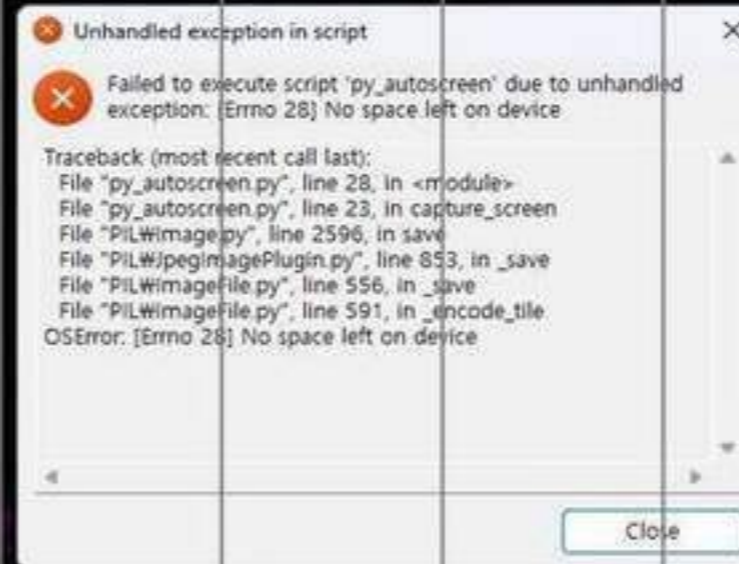 Unhandled exception in script
Failed to execute script 'py_autoscreen' due to unhandled
exception: [Errno 28] No space left on device
Traceback (most recent call last):
File "py_autoscreen.py", line 28, in <module>
File "py_autoscreen.py", line 23, in capture_screen
File "PIL₩Image.py", line 2596, in save
File "PIL₩JpegImagePlugin.py", line 853, in _save
File "PIL₩ImageFile.py", line 556, in _save
File "PIL₩ImageFile.py", line 591, in _encode_tile
OSError: [Errno 28] No space left on device
Close